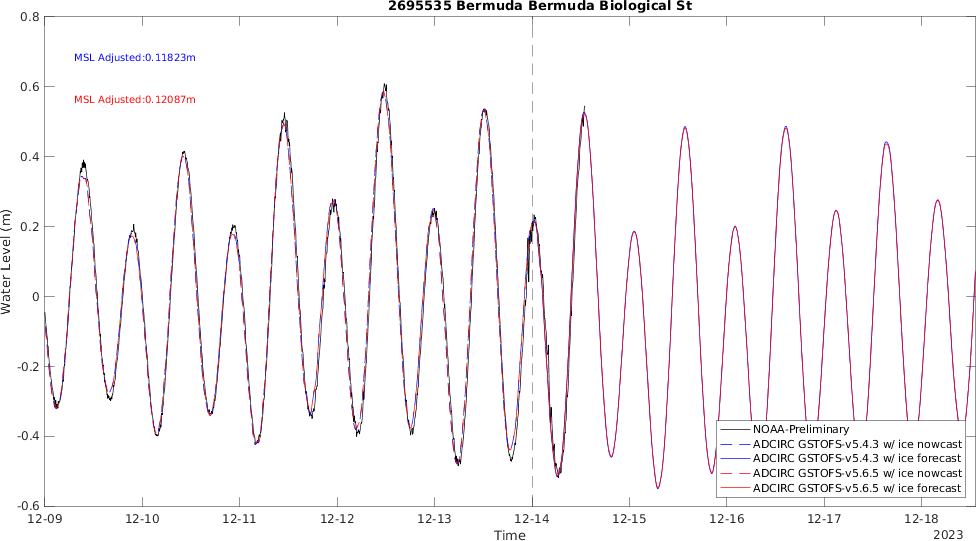 2695535 Bermuda Bermuda Biological St
MSL Adjusted:0.11823m
MSL Adjusted:0.12087m
Water Level (m)
0.8
0.6
0.4
0.2
0
-0.2
-0.4
-0.6
NOAA-Preliminary
ADCIRC GSTOFS-v5.4.3 w/ ice nowcast
ADCIRC GSTOFS-v5.4.3 w/ ice forecast
ADCIRC GSTOFS-v5.6.5 w/ ice nowcast
ADCIRC GSTOFS-v5.6.5 w/ ice forecast
12-09 12-10 12-11 12-12 12-13 12-14 12-15 12-16 12-17 12-18
Time
2023